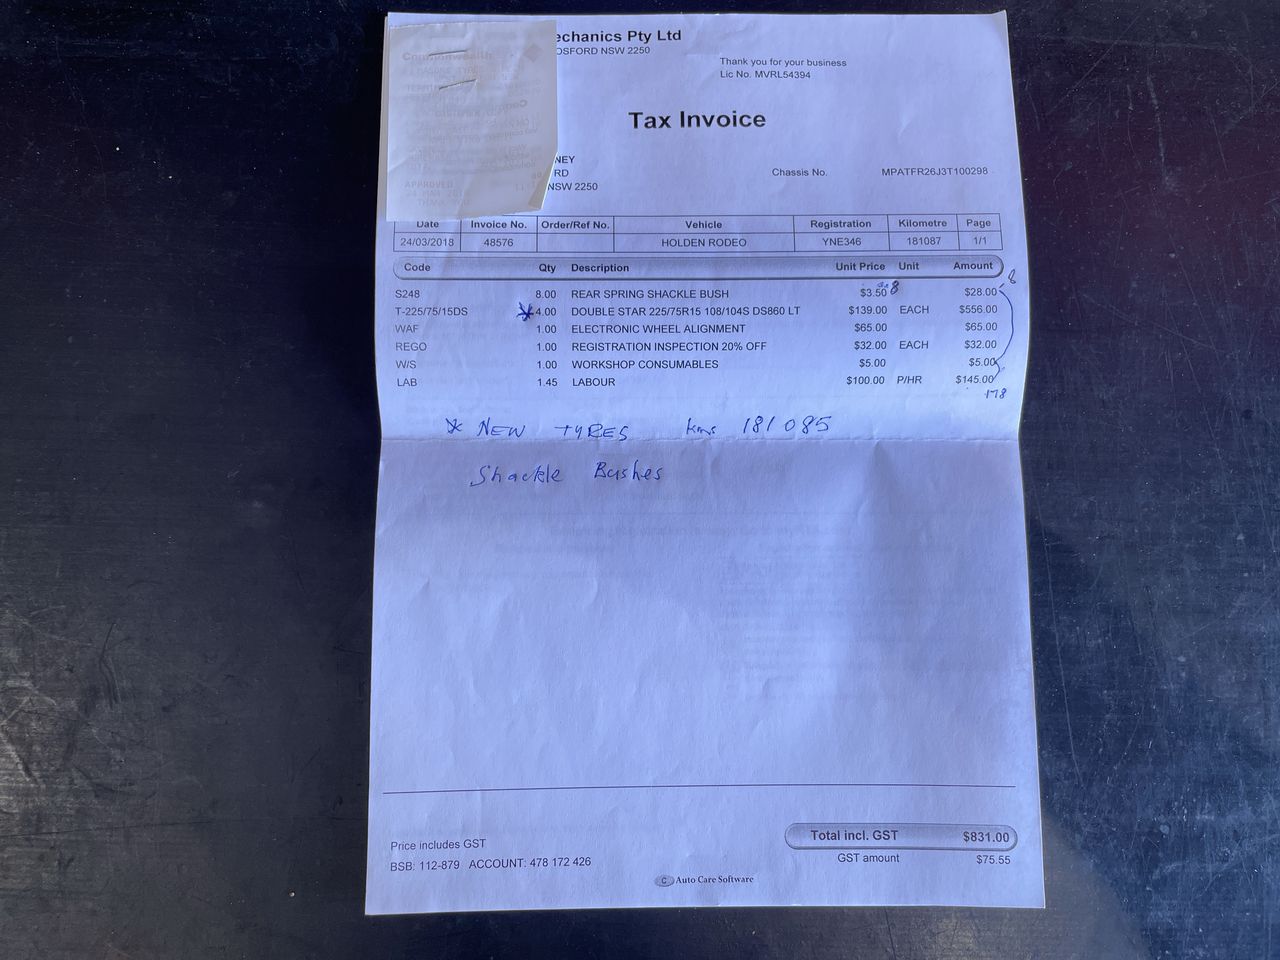 Commonwealth
APPROVED
echanics Pty Ltd
OSFORD NSW 2250
Thank you for your business
Lic No. MVRL54394
Tax Invoice
NEY
RD
NSW 2250
Chassis No. MPATFR26J3T100298
Date Invoice No. Order/Ref No. Vehicle Registration Kilometre Page
24/03/2018 48576 HOLDEN RODEO YNE346 181087 1/1
Code Qty Description Unit Price Unit Amount
8
S248 8.00 REAR SPRING SHACKLE BUSH $3.50 8 $28.00
T-225/75/15DS * 4.00 DOUBLE STAR 225/75R15 108/104S DS860 LT $139.00 EACH $556.00
WAF 1.00 ELECTRONIC WHEEL ALIGNMENT $65.00 $65.00
REGO 1.00 REGISTRATION INSPECTION 20% OFF $32.00 EACH $32.00
W/S 1.00 WORKSHOP CONSUMABLES $5.00 $5.00
LAB 1.45 LABOUR $100.00 P/HR $145.00
178
* NEW TYRES kms 181085
Shackle Bushes
Total incl. GST $831.00
GST amount $75.55
Price includes GST
BSB: 112-879 ACCOUNT: 478 172 426
C Auto Care Software